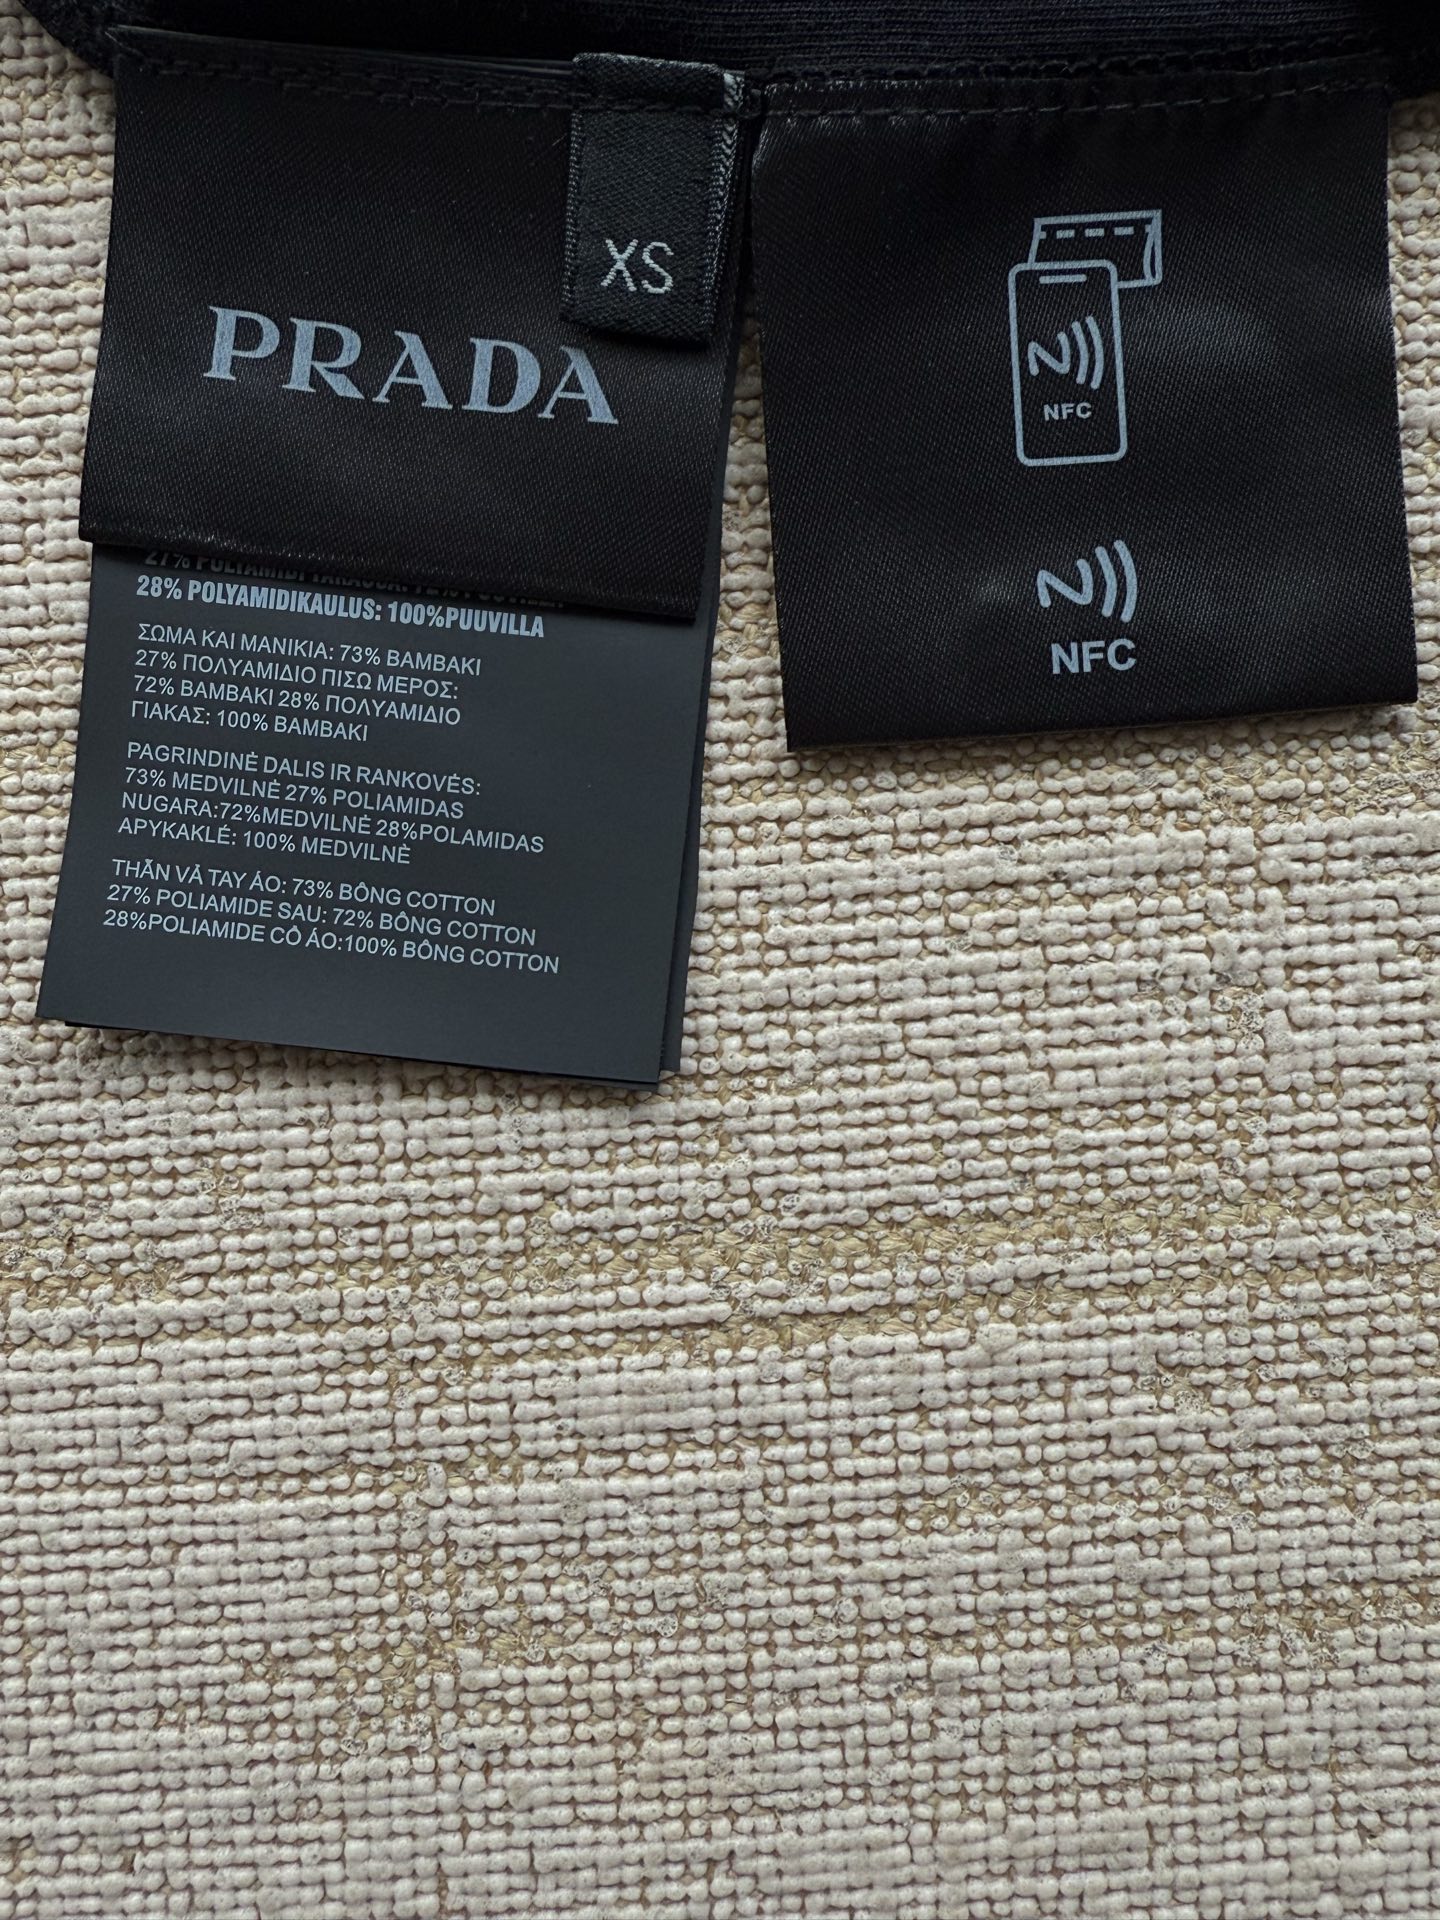 XS
PRADA
28% POLYAMIDIKAULUS: 100%PUUVILLA
ΣΩΜΑ ΚΑΙ ΜΑΝΙΚΙΑ: 73% ΒΑΜΒΑΚΙ
27% ΠΟΛΥΑΜΙΔΙΟ ΠΙΣΩ ΜΕΡΟΣ:
72% ΒΑΜΒΑΚΙ 28% ΠΟΛΥΑΜΙΔΙΟ
ΓΙΑΚΑΣ: 100% ΒΑΜΒΑΚΙ
PAGRINDINĖ DALIS IR RANKOVĖS:
73% MEDVILNĖ 27% POLIAMIDAS
NUGARA:72%MEDVILNĖ 28%POLAMIDAS
APYKAKLĖ: 100% MEDVILNĖ
THẪN VẢ TAY ÁO: 73% BÔNG COTTON
27% POLIAMIDE SAU: 72% BÔNG COTTON
28%POLIAMIDE CỔ ÁO:100% BÔNG COTTON
NFC
NFC